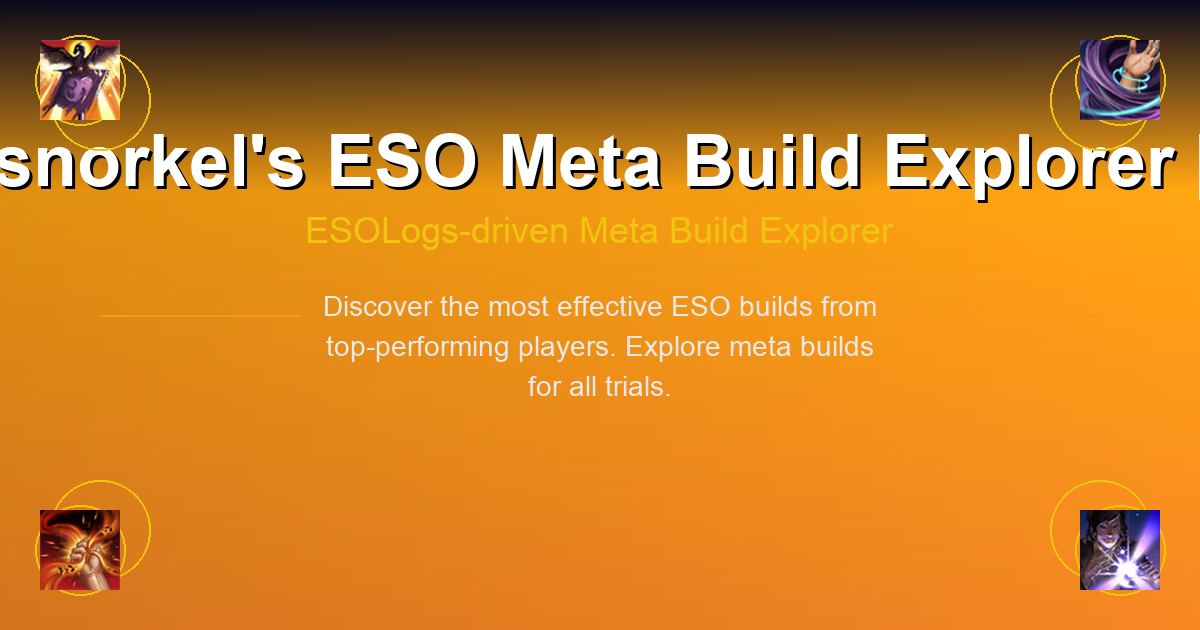 snorkel's ESO Meta Build Explorer
ESOLogs-driven Meta Build Explorer
Discover the most effective ESO builds from
top-performing players. Explore meta builds
for all trials.